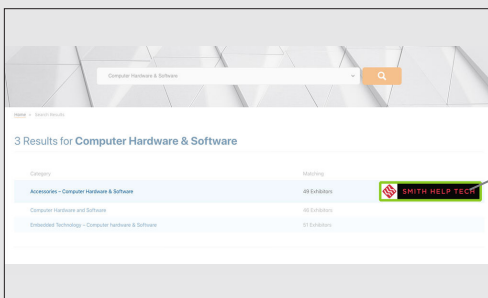 Computer Hardware & Software
Home > Search Results
3 Results for Computer Hardware & Software
Category Matching
Accessories – Computer Hardware & Software 49 Exhibitors SMITH HELP TECH
Computer Hardware and Software 46 Exhibitors
Embedded Technology – Computer hardware & Software 51 Exhibitors